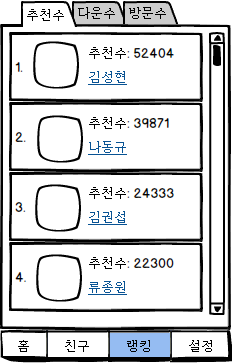 추천수 다운수 방문수
1. 추천수: 52404
김성현
2. 추천수: 39871
나동규
3. 추천수: 24333
김권섭
4. 추천수: 22300
류종원
홈 친구 랭킹 설정